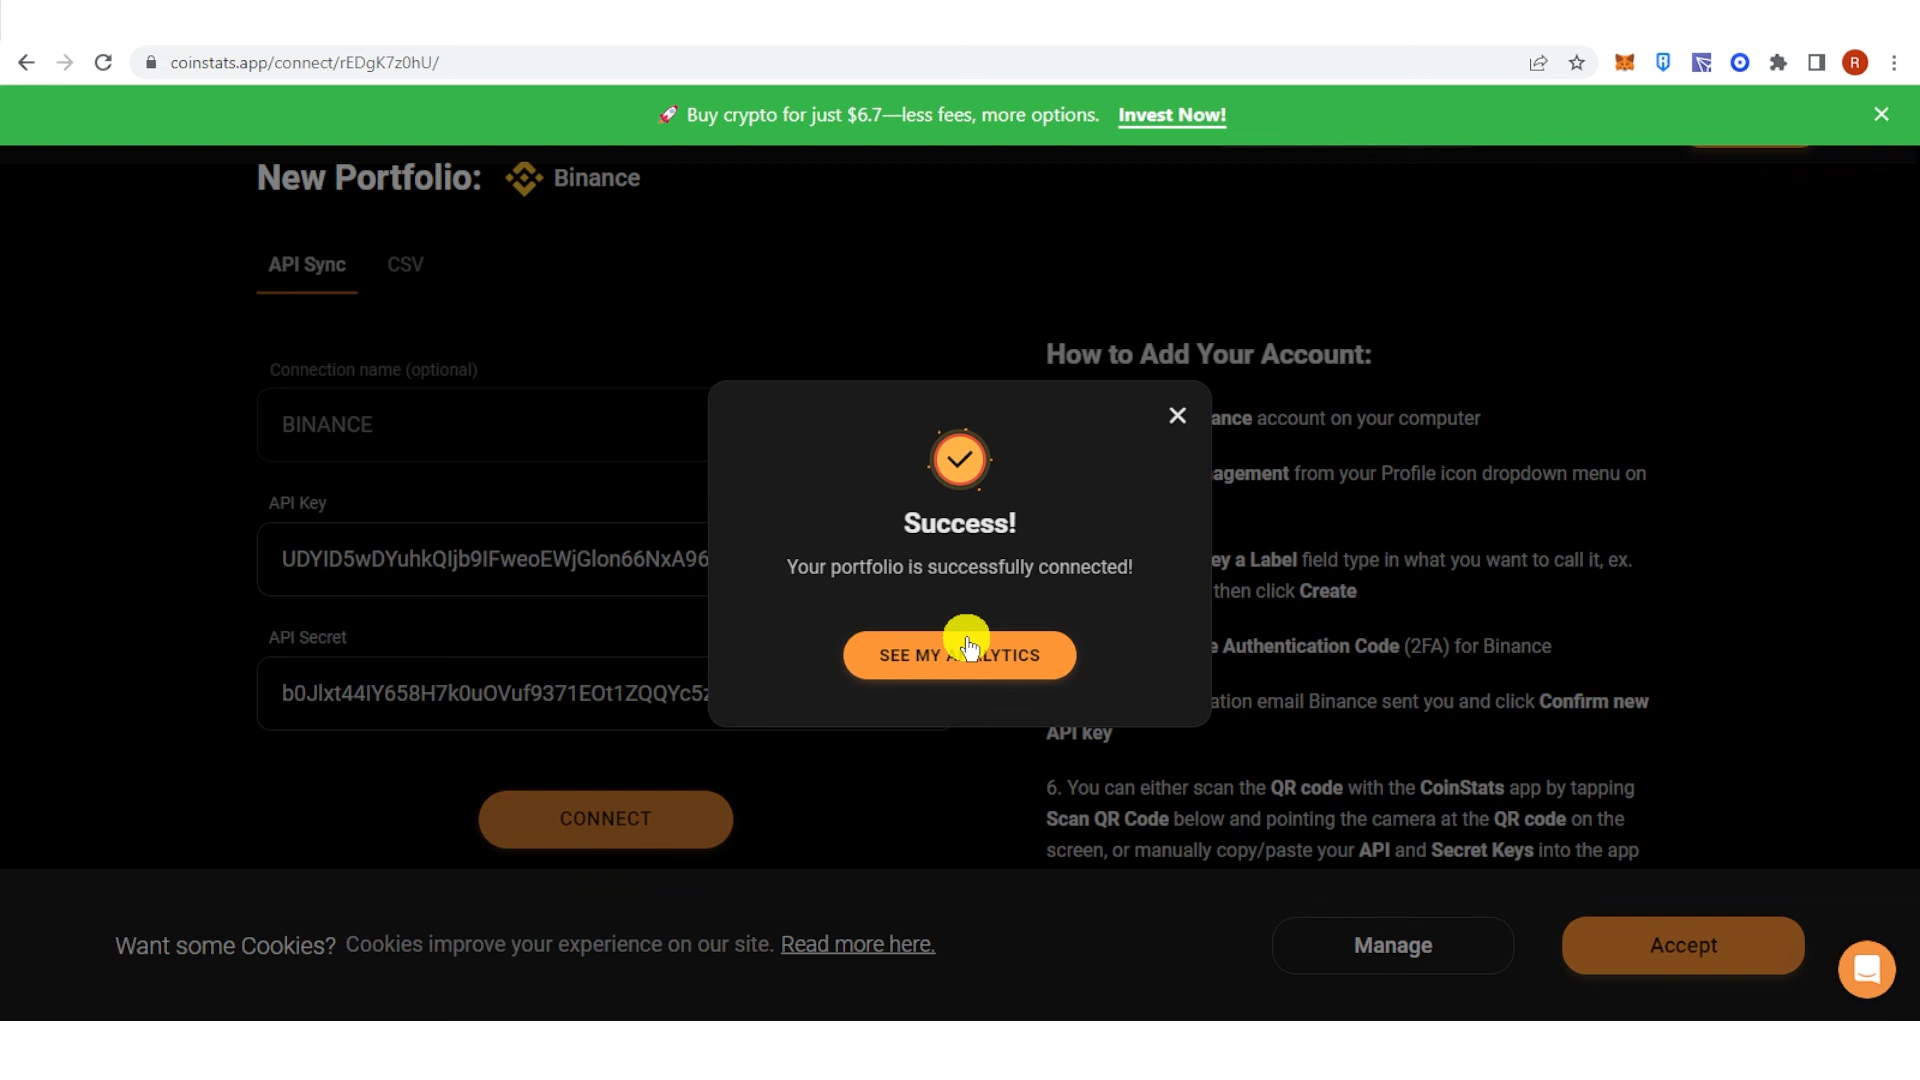 coinstats.app/connect/rEDgK7z0hU/
R
🚀 Buy crypto for just $6.7—less fees, more options. Invest Now!
New Portfolio: Binance
API Sync CSV
Connection name (optional)
BINANCE
API Key
UDYID5wDYuhkQIjb9IFweoEWjGlon66NxA96
API Secret
b0Jlxt44IY658H7k0uOVuf9371EOt1ZQQYc5z
CONNECT
How to Add Your Account:
ance account on your computer
agement from your Profile icon dropdown menu on
ey a Label field type in what you want to call it, ex.
then click Create
e Authentication Code (2FA) for Binance
ation email Binance sent you and click Confirm new
API key
6. You can either scan the QR code with the CoinStats app by tapping
Scan QR Code below and pointing the camera at the QR code on the
screen, or manually copy/paste your API and Secret Keys into the app
Success!
Your portfolio is successfully connected!
SEE MY ANALYTICS
Want some Cookies? Cookies improve your experience on our site. Read more here.
Manage
Accept